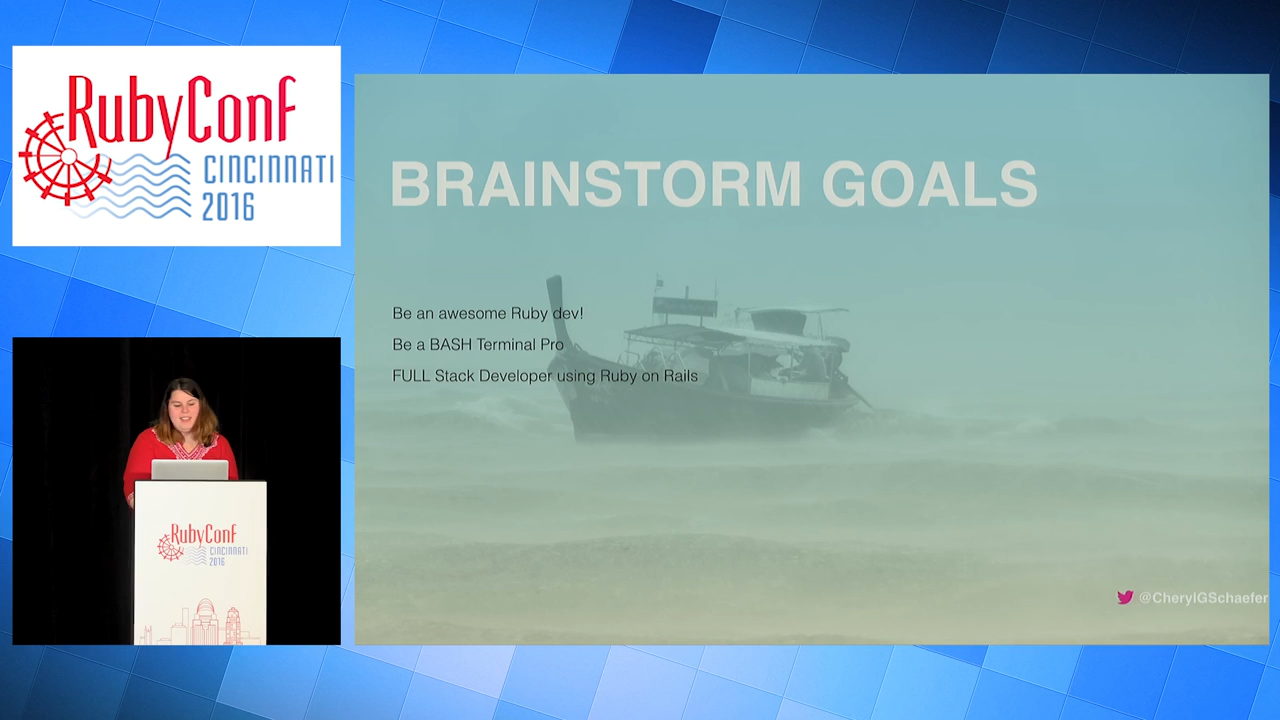 RubyConf
CINCINNATI
2016
BRAINSTORM GOALS
Be an awesome Ruby dev!
Be a BASH Terminal Pro
FULL Stack Developer using Ruby on Rails
@CherylGSchaefer
RubyConf
CINCINNATI
2016